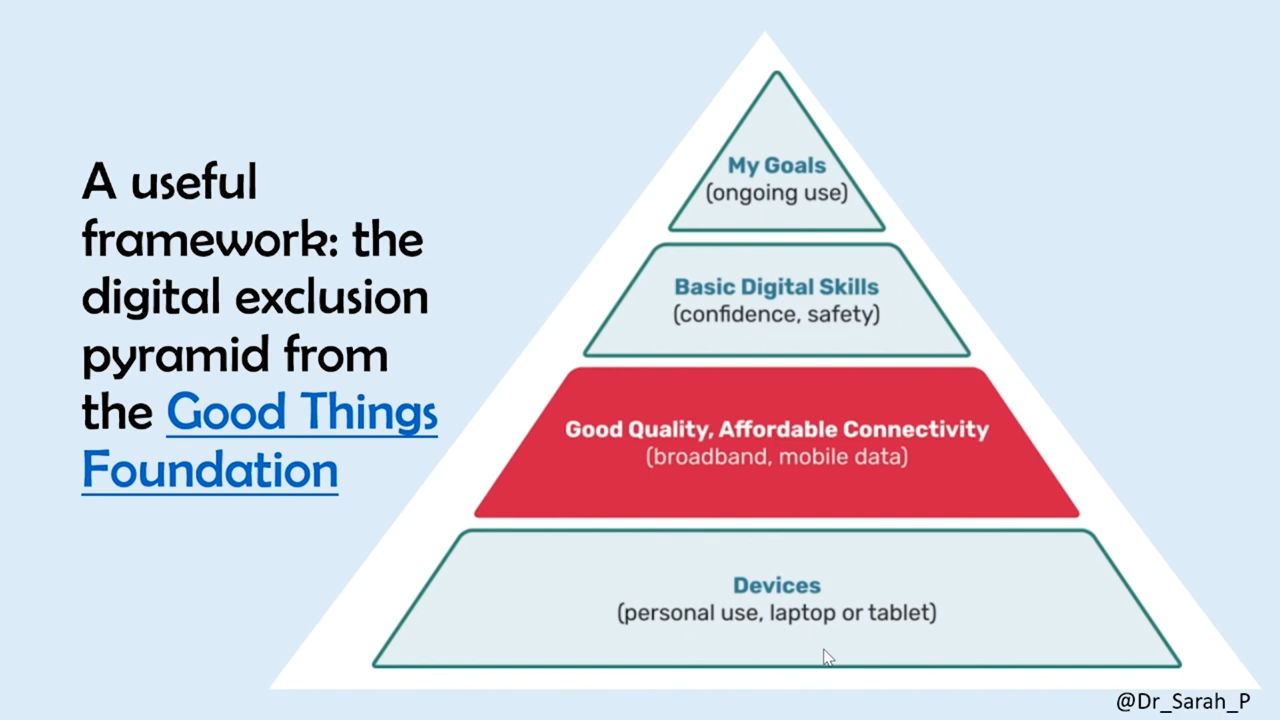 A useful
framework: the
digital exclusion
pyramid from
the Good Things
Foundation
My Goals
(ongoing use)
Basic Digital Skills
(confidence, safety)
Good Quality, Affordable Connectivity
(broadband, mobile data)
Devices
(personal use, laptop or tablet)
@Dr_Sarah_P